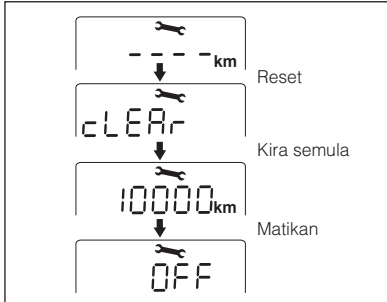 ---- km
Reset
cLEAr
Kira semula
10000km
Matikan
OFF